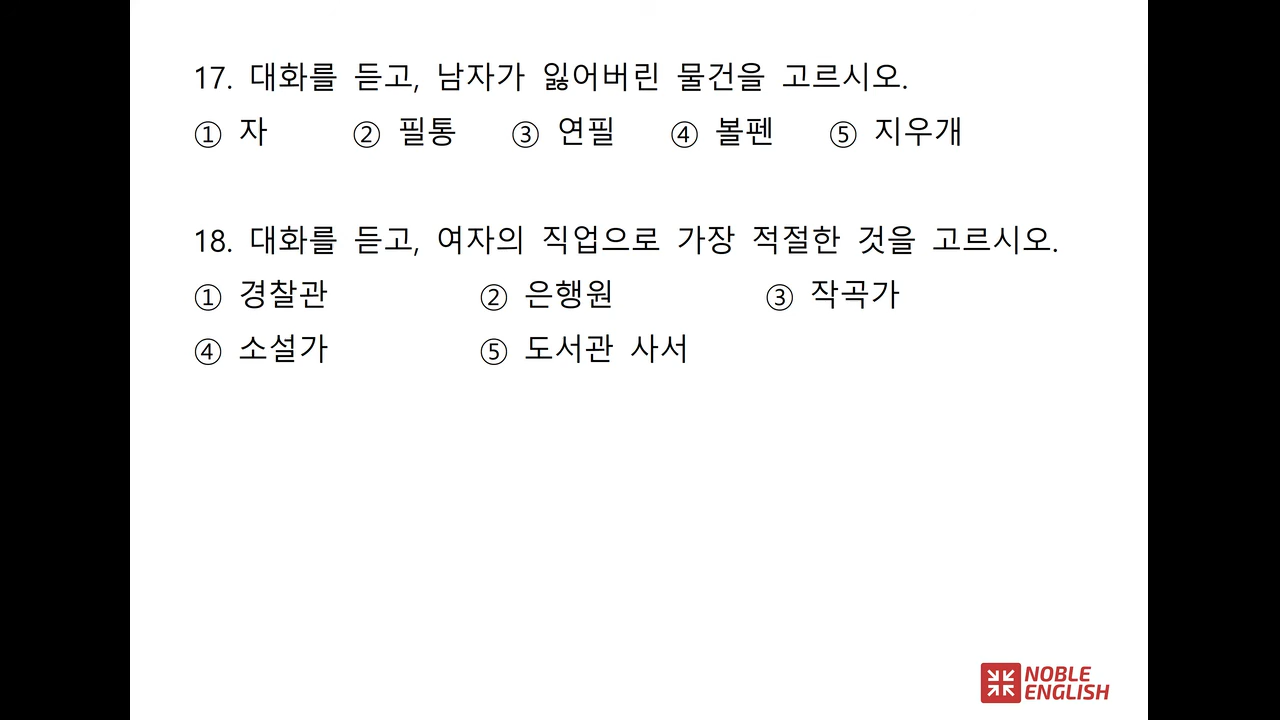 17. 대화를 듣고, 남자가 잃어버린 물건을 고르시오.
① 자 ② 필통 ③ 연필 ④ 볼펜 ⑤ 지우개
18. 대화를 듣고, 여자의 직업으로 가장 적절한 것을 고르시오.
① 경찰관 ② 은행원 ③ 작곡가
④ 소설가 ⑤ 도서관 사서
NOBLE
ENGLISH